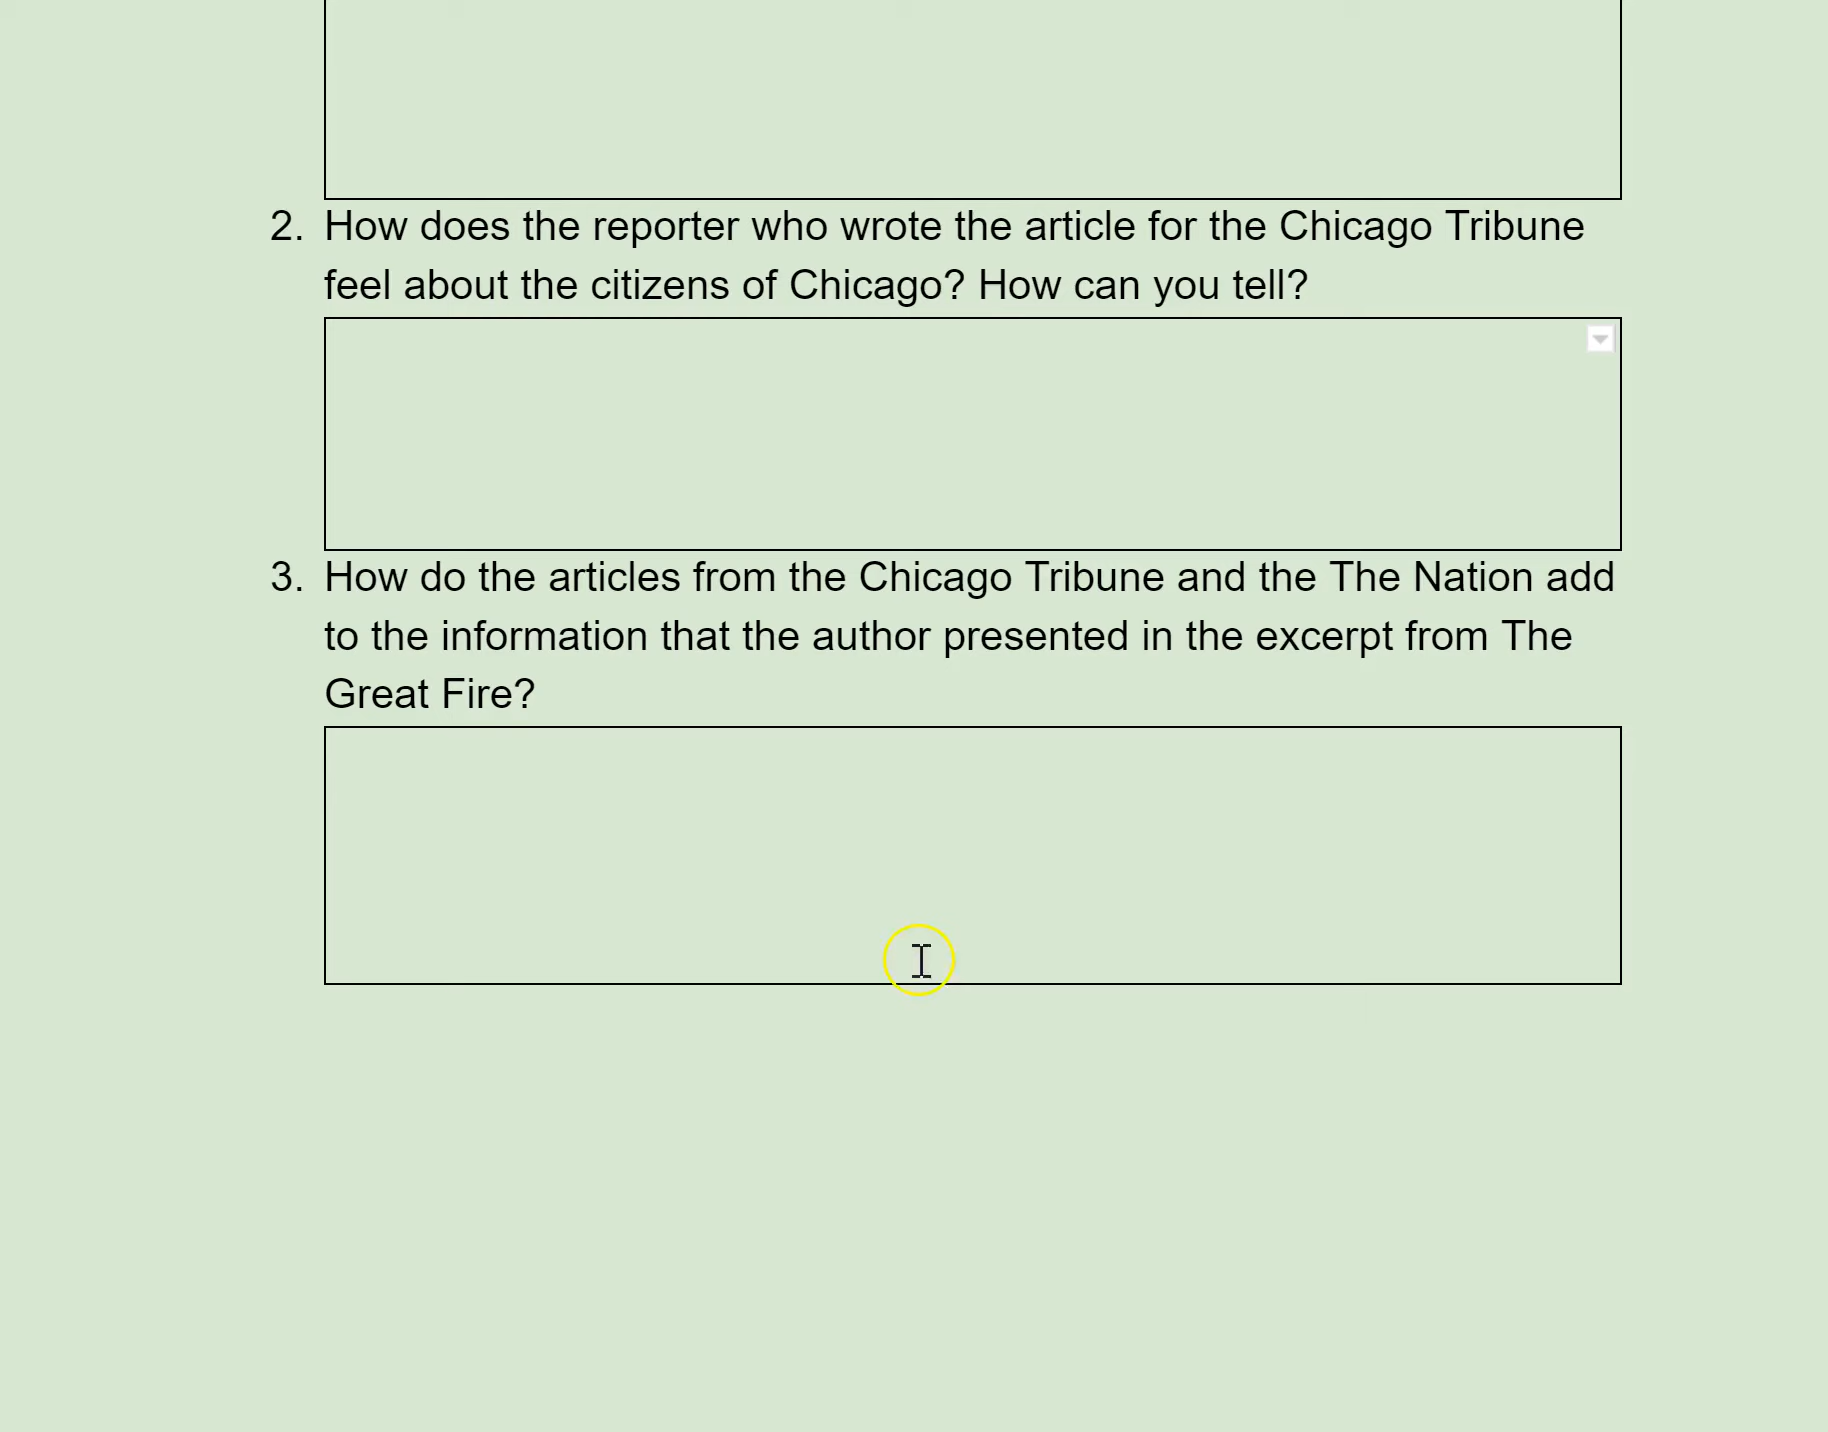 2. How does the reporter who wrote the article for the Chicago Tribune
feel about the citizens of Chicago? How can you tell?
3. How do the articles from the Chicago Tribune and the The Nation add
to the information that the author presented in the excerpt from The
Great Fire?